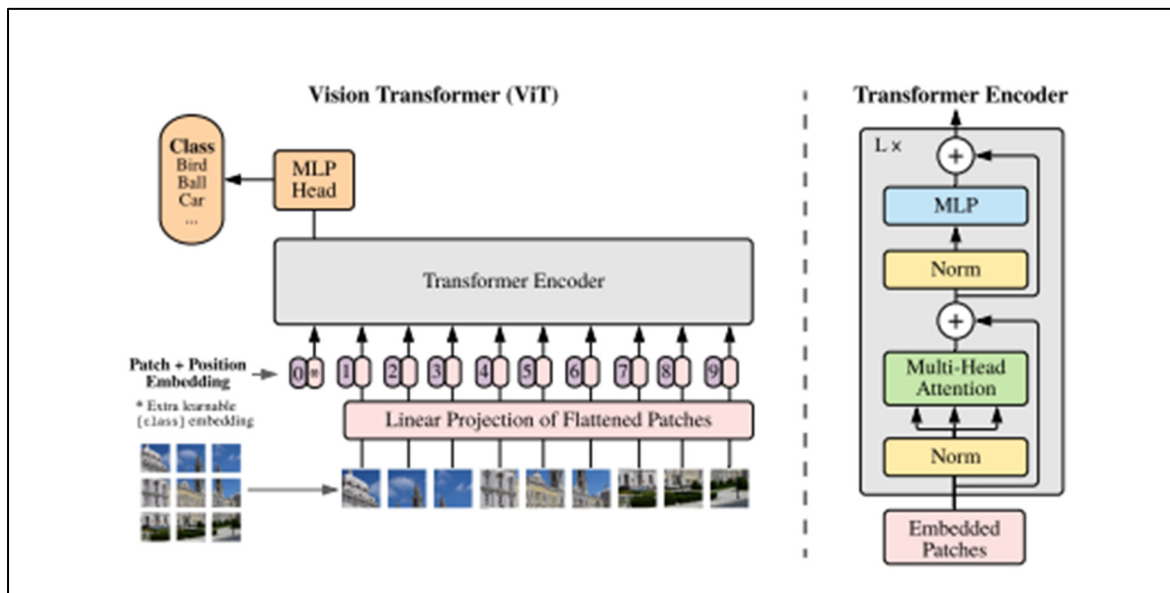 Vision Transformer (ViT)
Class
Bird
Ball
Car
...
MLP
Head
Transformer Encoder
Patch + Position
Embedding
0 * 1 2 3 4 5 6 7 8 9
* Extra learnable
[class] embedding
Linear Projection of Flattened Patches
Transformer Encoder
L ×
+
MLP
Norm
+
Multi-Head
Attention
Norm
Embedded
Patches